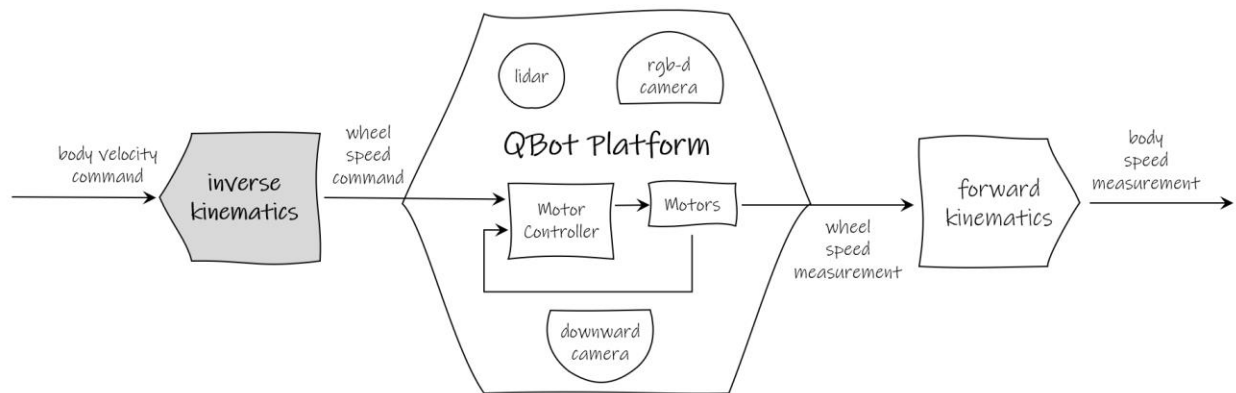 body velocity
command
inverse
kinematics
wheel
speed
command
lidar
rgb-d
camera
QBot Platform
Motor
Controller
Motors
downward
camera
wheel
speed
measurement
forward
kinematics
body
speed
measurement